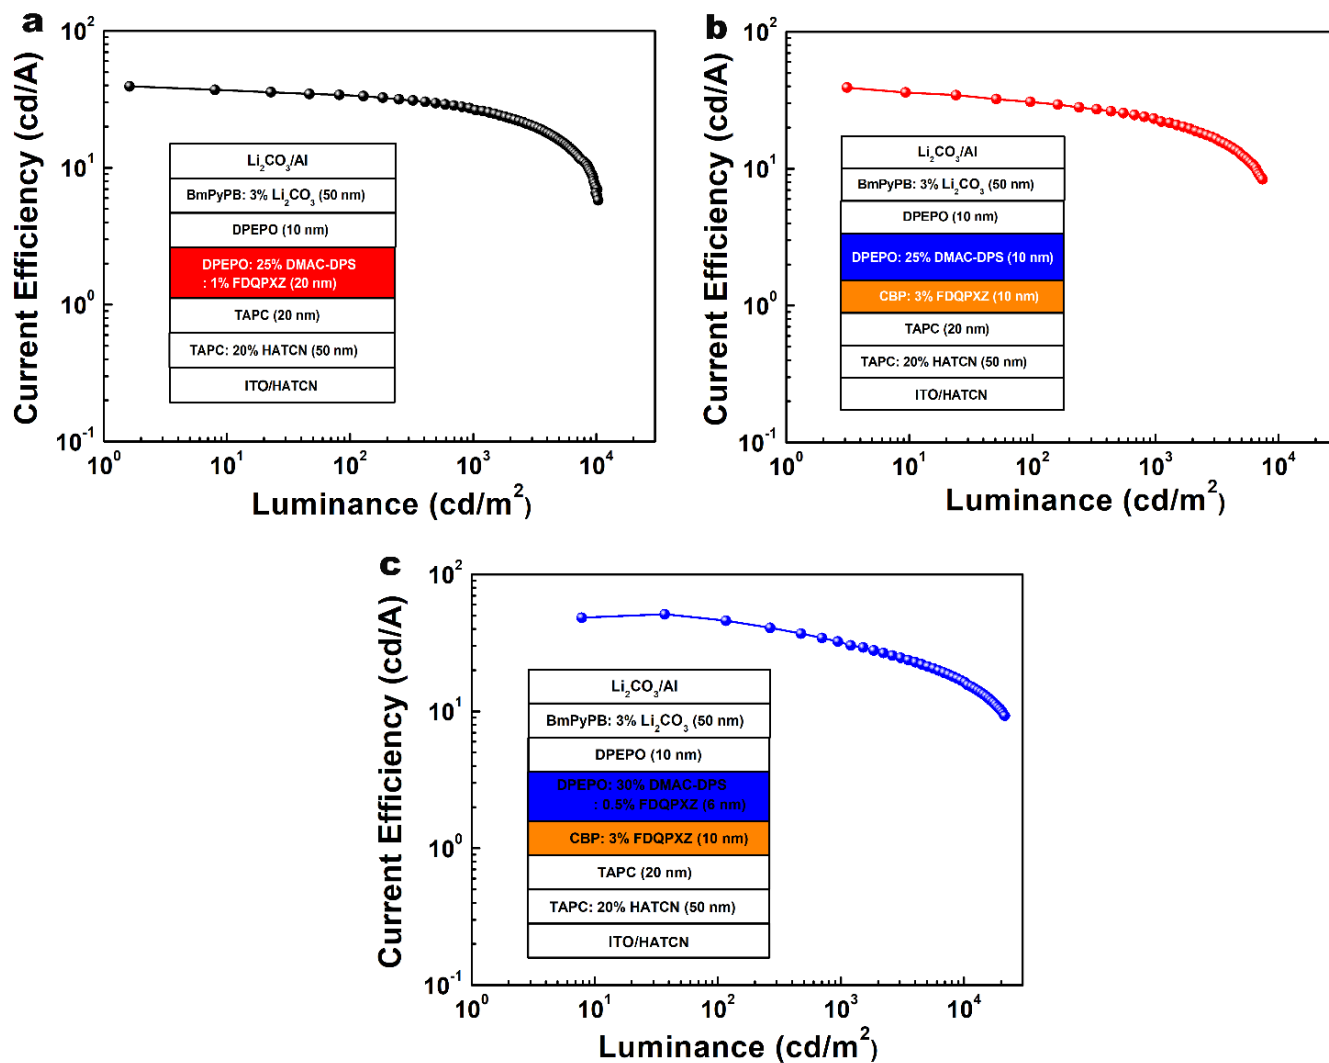 a
Current Efficiency (cd/A)
10²
10¹
10⁰
10⁻¹
Li₂CO₃/Al
BmPyPB: 3% Li₂CO₃ (50 nm)
DPEPO (10 nm)
DPEPO: 25% DMAC-DPS
: 1% FDQPXZ (20 nm)
TAPC (20 nm)
TAPC: 20% HATCN (50 nm)
ITO/HATCN
10⁰ 10¹ 10² 10³ 10⁴
Luminance (cd/m²)
b
Current Efficiency (cd/A)
10²
10¹
10⁰
10⁻¹
Li₂CO₃/Al
BmPyPB: 3% Li₂CO₃ (50 nm)
DPEPO (10 nm)
DPEPO: 25% DMAC-DPS (10 nm)
CBP: 3% FDQPXZ (10 nm)
TAPC (20 nm)
TAPC: 20% HATCN (50 nm)
ITO/HATCN
10⁰ 10¹ 10² 10³ 10⁴
Luminance (cd/m²)
c
Current Efficiency (cd/A)
10²
10¹
10⁰
10⁻¹
Li₂CO₃/Al
BmPyPB: 3% Li₂CO₃ (50 nm)
DPEPO (10 nm)
DPEPO: 30% DMAC-DPS
: 0.5% FDQPXZ (6 nm)
CBP: 3% FDQPXZ (10 nm)
TAPC (20 nm)
TAPC: 20% HATCN (50 nm)
ITO/HATCN
10⁰ 10¹ 10² 10³ 10⁴
Luminance (cd/m²)